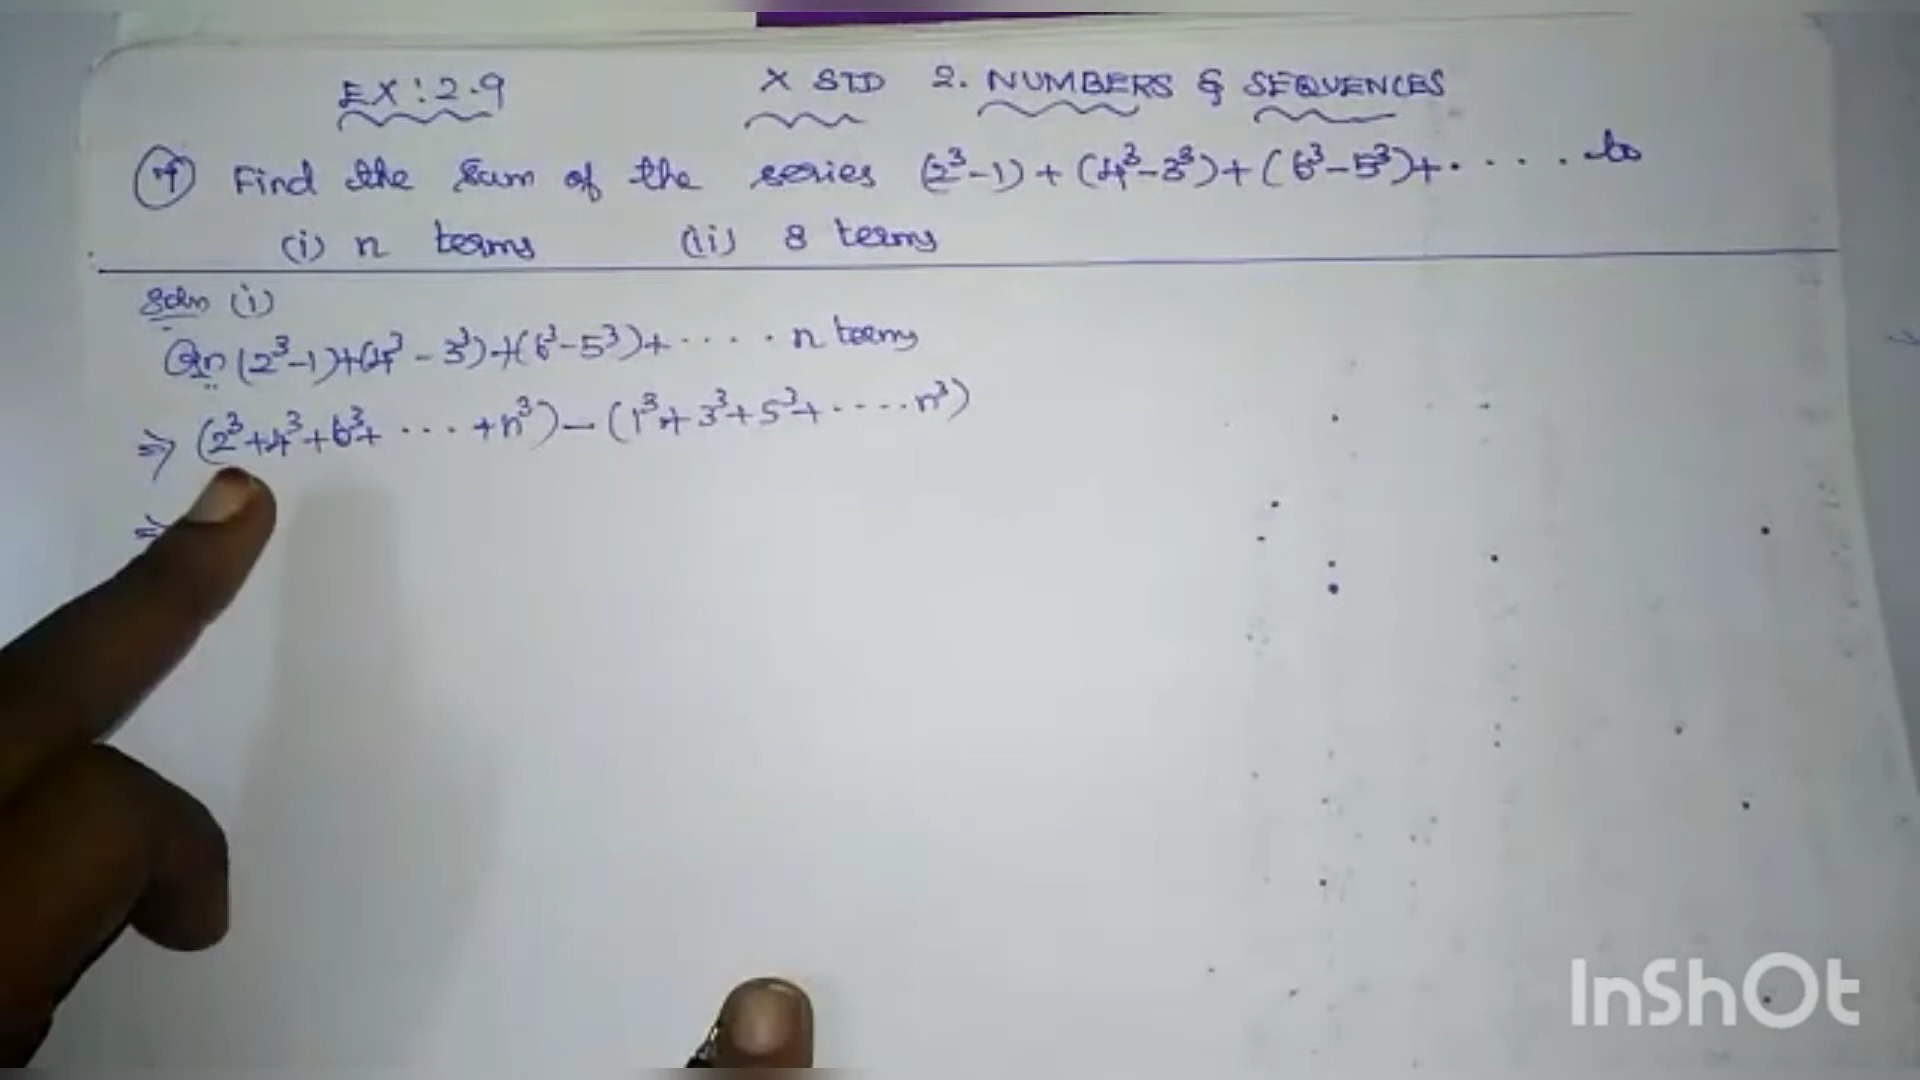 EX: 2.9 X STD 2. NUMBERS & SEQUENCES
Find the sum of the series (2³-1)+(4³-3³)+(6³-5³)+..... to
(i) n terms (ii) 8 terms
Soln (i)
Gn (2³-1)+(4³-3³)+(6³-5³)+..... n terms
⇒ (2³+4³+6³+ ... +n³)-(1³+3³+5³+....n³)
⇒
InShOt